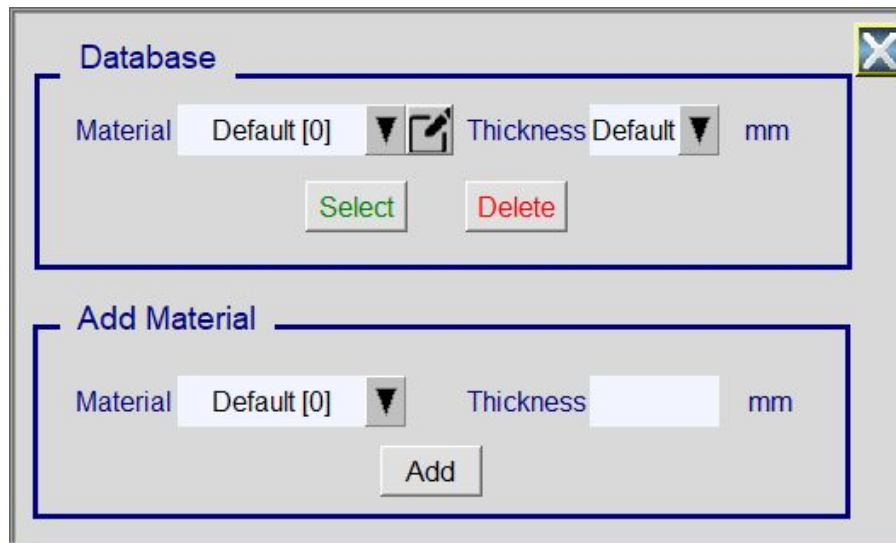 Database
Material Default [0] Thickness Default mm
Select Delete
Add Material
Material Default [0] Thickness mm
Add